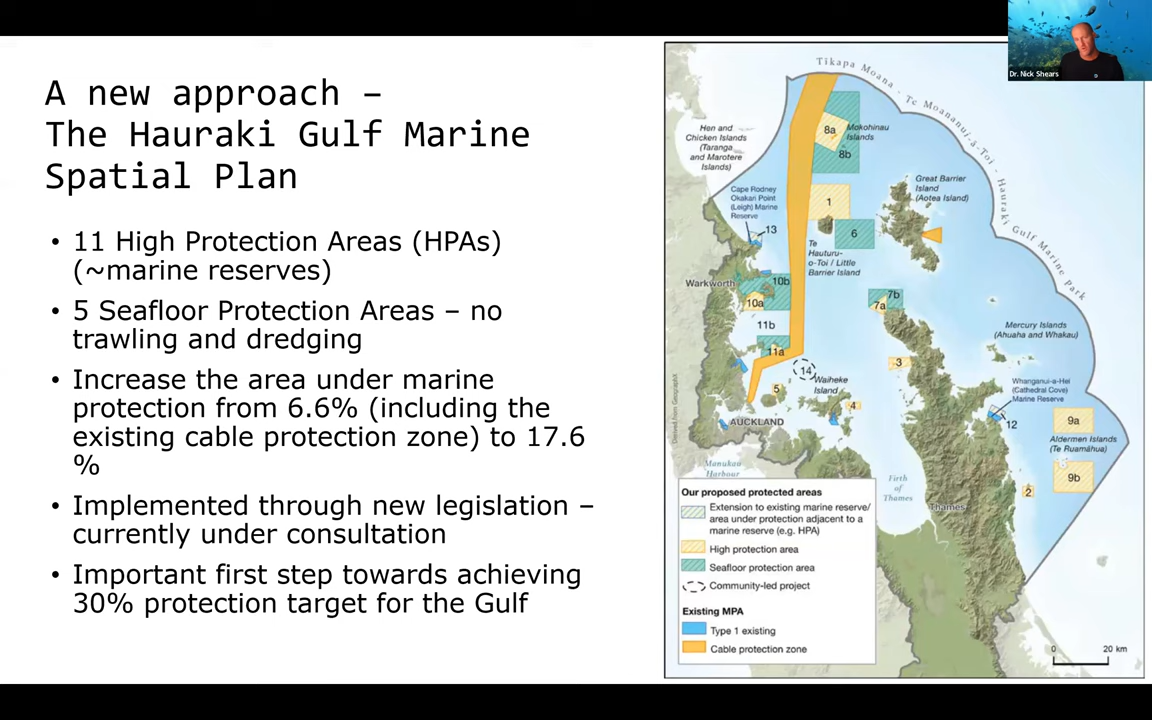 A new approach –
The Hauraki Gulf Marine
Spatial Plan
• 11 High Protection Areas (HPAs)
(~marine reserves)
• 5 Seafloor Protection Areas – no
trawling and dredging
• Increase the area under marine
protection from 6.6% (including the
existing cable protection zone) to 17.6
%
• Implemented through new legislation –
currently under consultation
• Important first step towards achieving
30% protection target for the Gulf
Dr. Nick Shears
Tīkapa Moana - Te Moananui-ā-Toi - Hauraki Gulf Marine Park
Hen and
Chicken Islands
(Taranga
and Marotere
Islands)
8a
Mokohinau
Islands
8b
Cape Rodney
Okakari Point
(Leigh) Marine
Reserve
13
1
6
Great Barrier
Island
(Aotea Island)
Te
Hauturu-
o-Toi / Little
Barrier Island
Warkworth
10b
10a
7b
7a
11b
11a
Mercury Islands
(Ahuaha and Whakau)
3
14
Waiheke
Island
5
4
AUCKLAND
Whanganui-a-Hei
(Cathedral Cove)
Marine Reserve
12
9a
Aldermen Islands
(Te Ruamāhua)
9b
2
Manukau
Harbour
Firth
of
Thames
Thames
Derived from Geographx
Our proposed protected areas
Extension to existing marine reserve/
area under protection adjacent to a
marine reserve (e.g. HPA)
High protection area
Seafloor protection area
Community-led project
Existing MPA
Type 1 existing
Cable protection zone
0
20 km